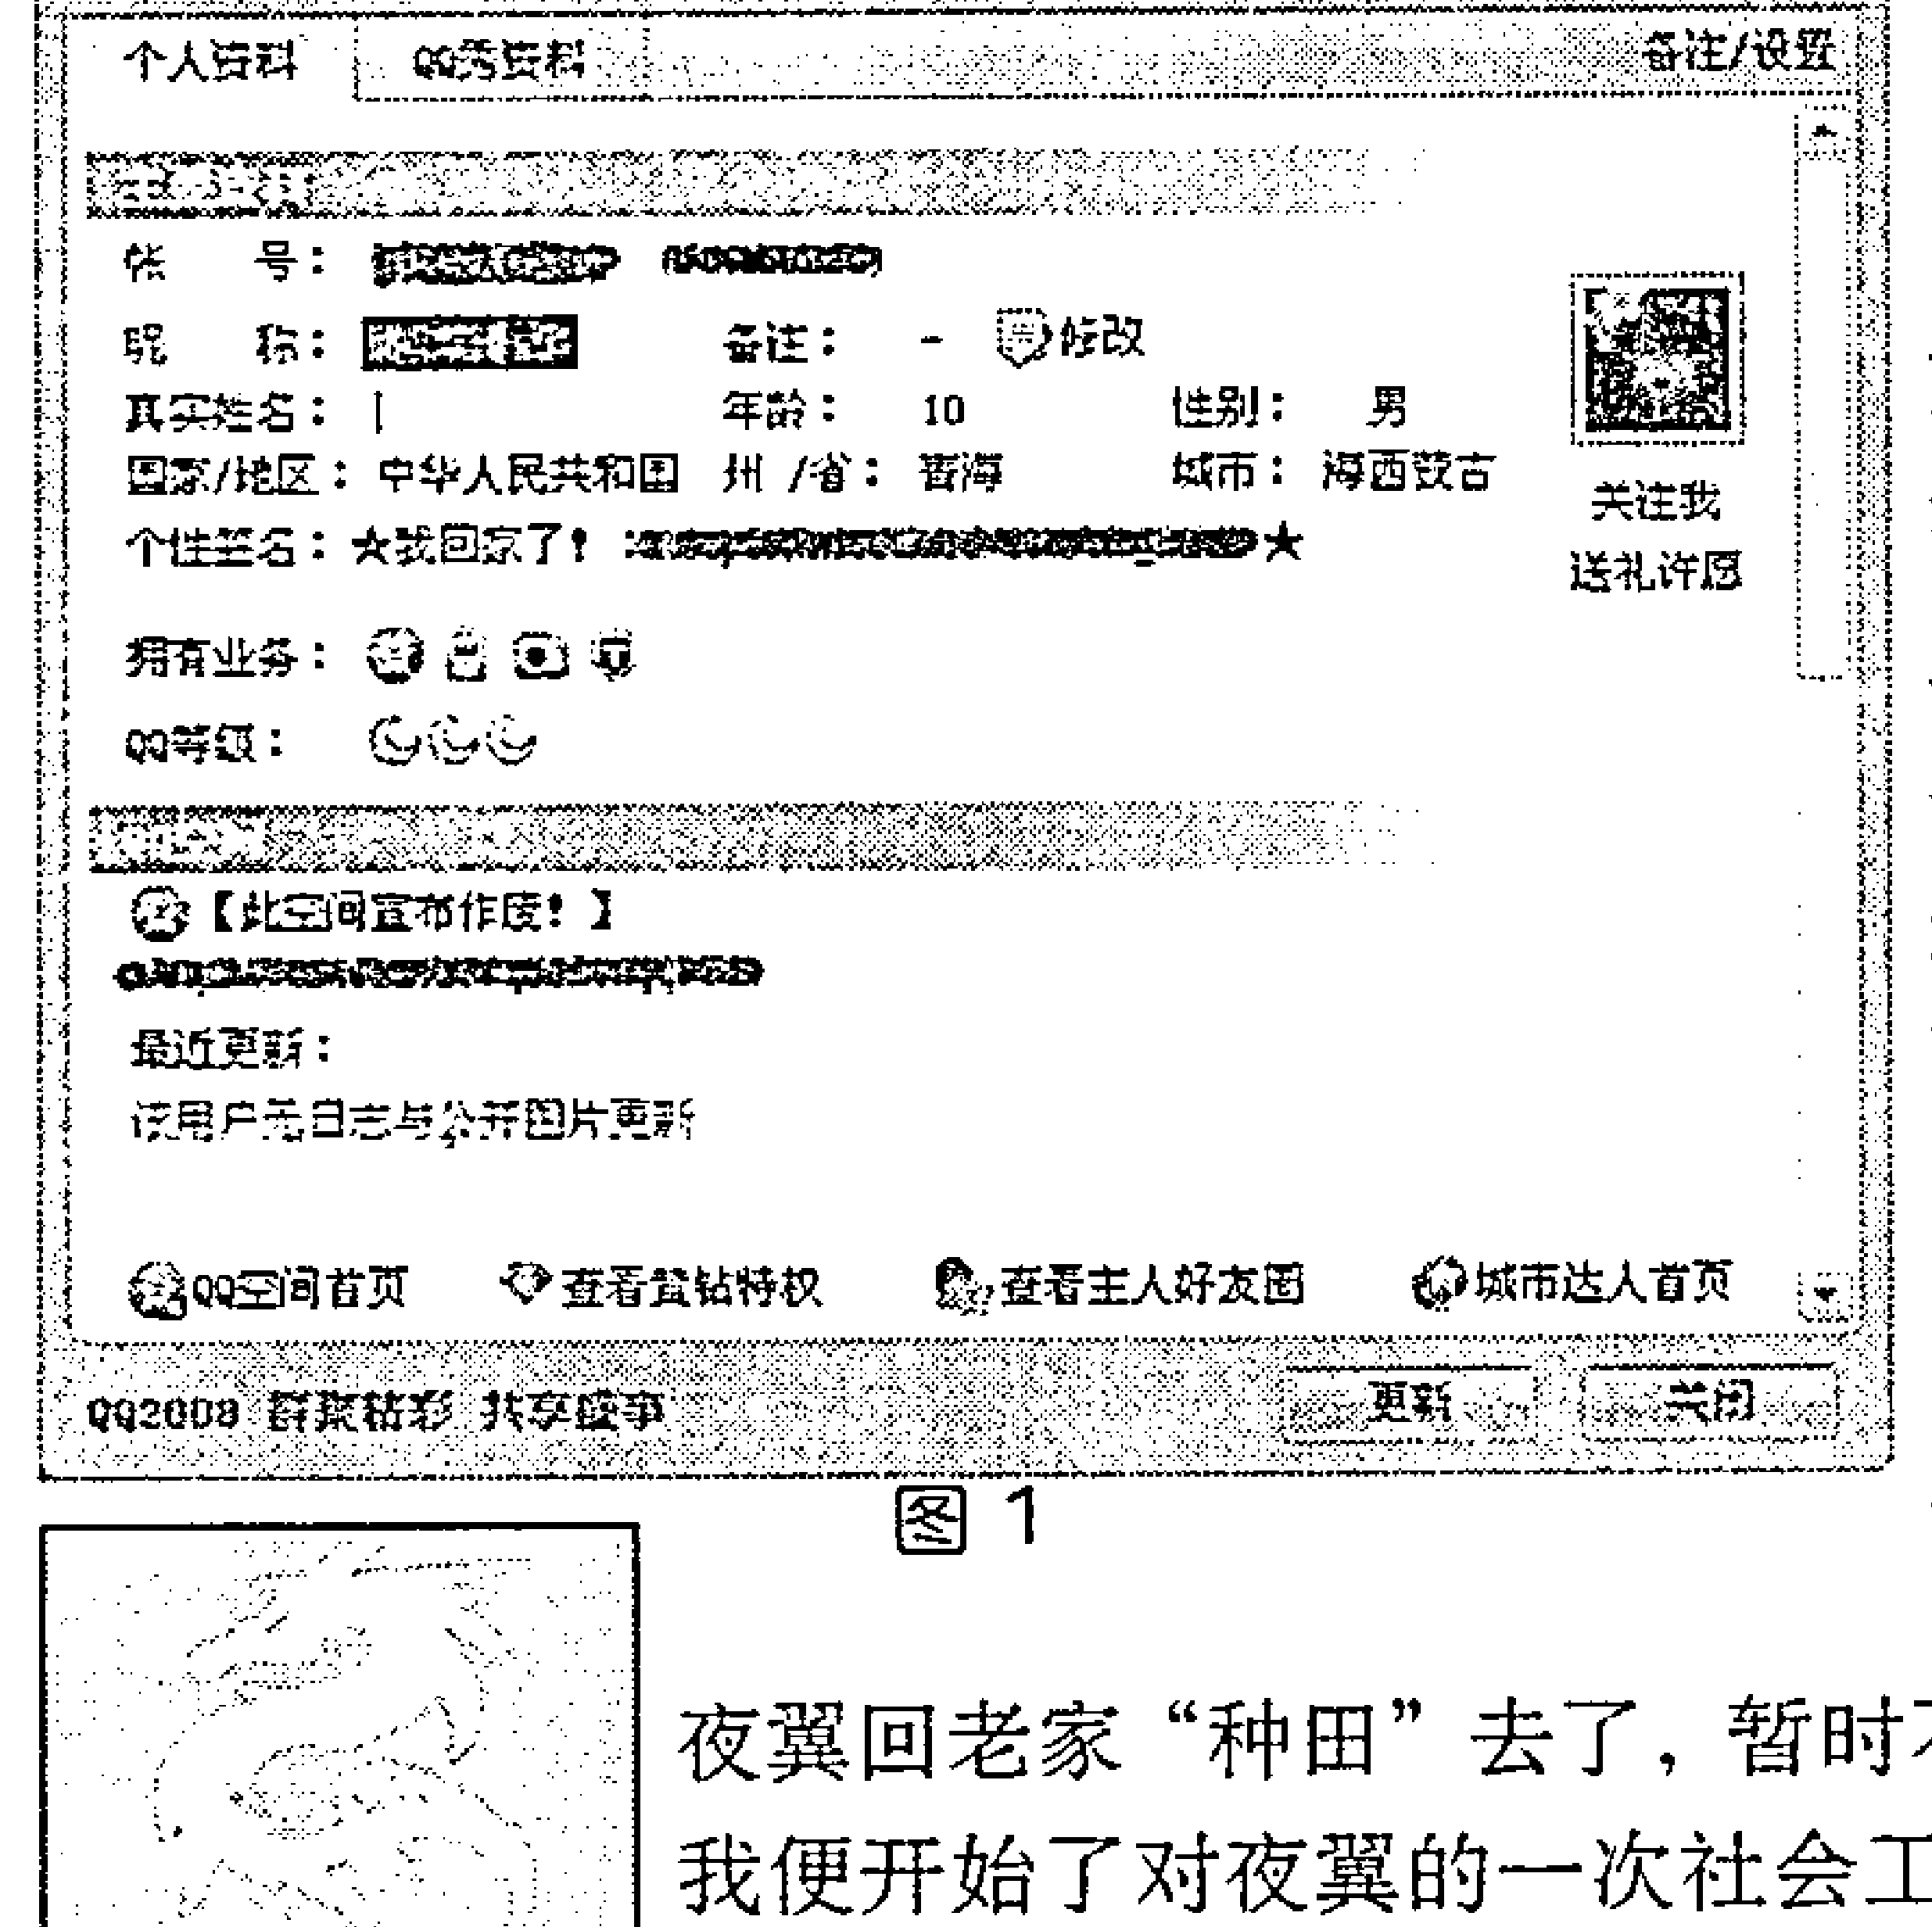 个人资料 QQ秀资料 备注/设置
账 号：
昵 称： 备注： - 修改
真实姓名： 年龄： 10 性别： 男
国家/地区： 中华人民共和国 州 /省： 青海 城市： 海西蒙古
关注我
个性签名：★我回家了！ ★
送礼许愿
拥有业务：
QQ等级：
【此空间宣布作废！】
最近更新：
该用户无日志与公开图片更新
QQ空间首页 查看黄钻特权 查看主人好友圈 城市达人首页
QQ2009 群聚精彩 共享盛事 更新 关闭
图 1
夜翼回老家“种田”去了，暂时
我便开始了对夜翼的一次社会